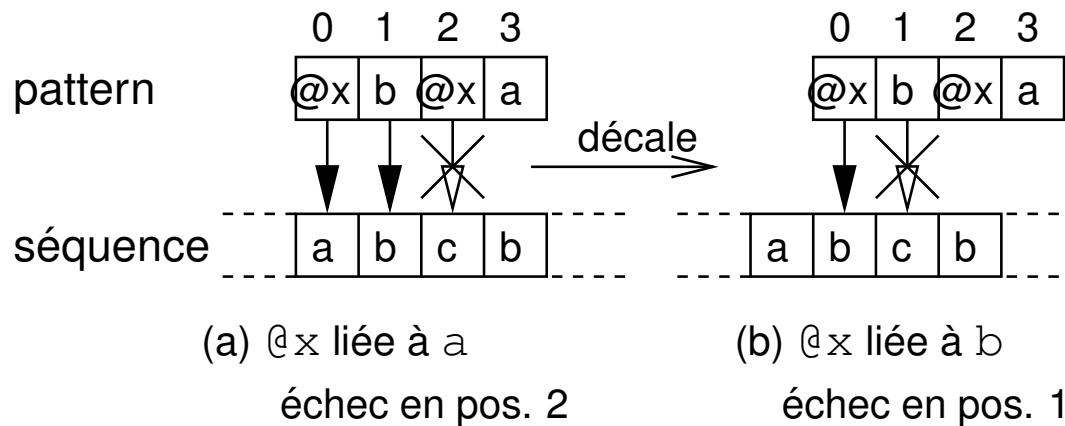 0 1 2 3 0 1 2 3
pattern @x b @x a @x b @x a
décale
séquence a b c b a b c b
(a) @x liée à a (b) @x liée à b
échec en pos. 2 échec en pos. 1